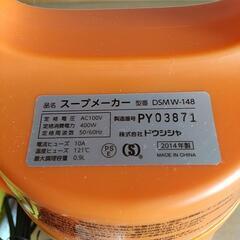 品名 スープメーカー 型番 DSMW-148
定格電圧 AC100V
定格消費電力 400W
定格周波数 50/60Hz
製造番号 PY03871
電流ヒューズ 10A
温度ヒューズ 121℃
最大調理容量 0.9L
PS
E
S
株式会社ドウシシャ
2014年製